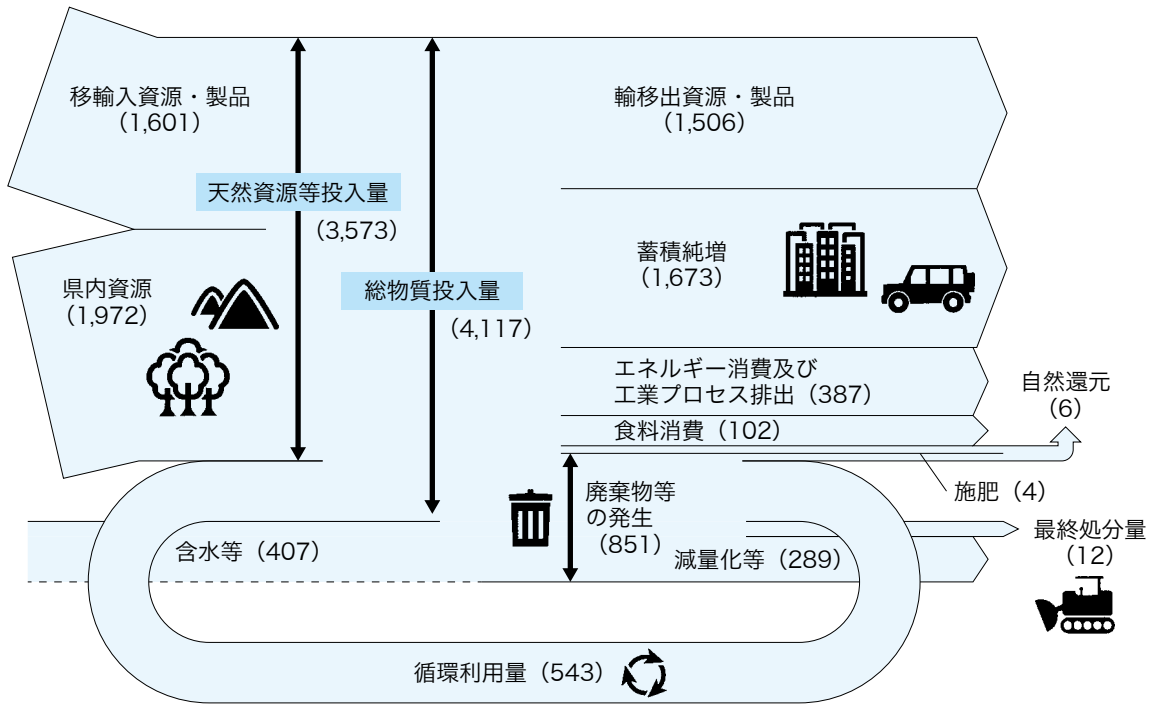 移輸入資源・製品
（1,601）
輸移出資源・製品
（1,506）
天然資源等投入量
（3,573）
県内資源
（1,972）
総物質投入量
（4,117）
蓄積純増
（1,673）
エネルギー消費及び
工業プロセス排出（387）
食料消費（102）
自然還元
（6）
施肥（4）
廃棄物等
の発生
（851）
含水等（407）
減量化等（289）
最終処分量
（12）
循環利用量（543）